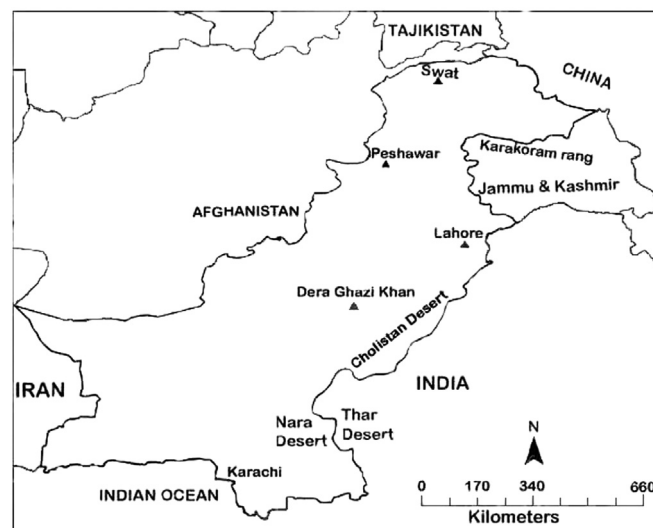 TAJIKISTAN
Swat
CHINA
Karakoram rang
Peshawar
Jammu & Kashmir
AFGHANISTAN
Lahore
Dera Ghazi Khan
Cholistan Desert
IRAN
INDIA
Nara
Desert
Thar
Desert
N
Karachi
INDIAN OCEAN
0 170 340 660
Kilometers